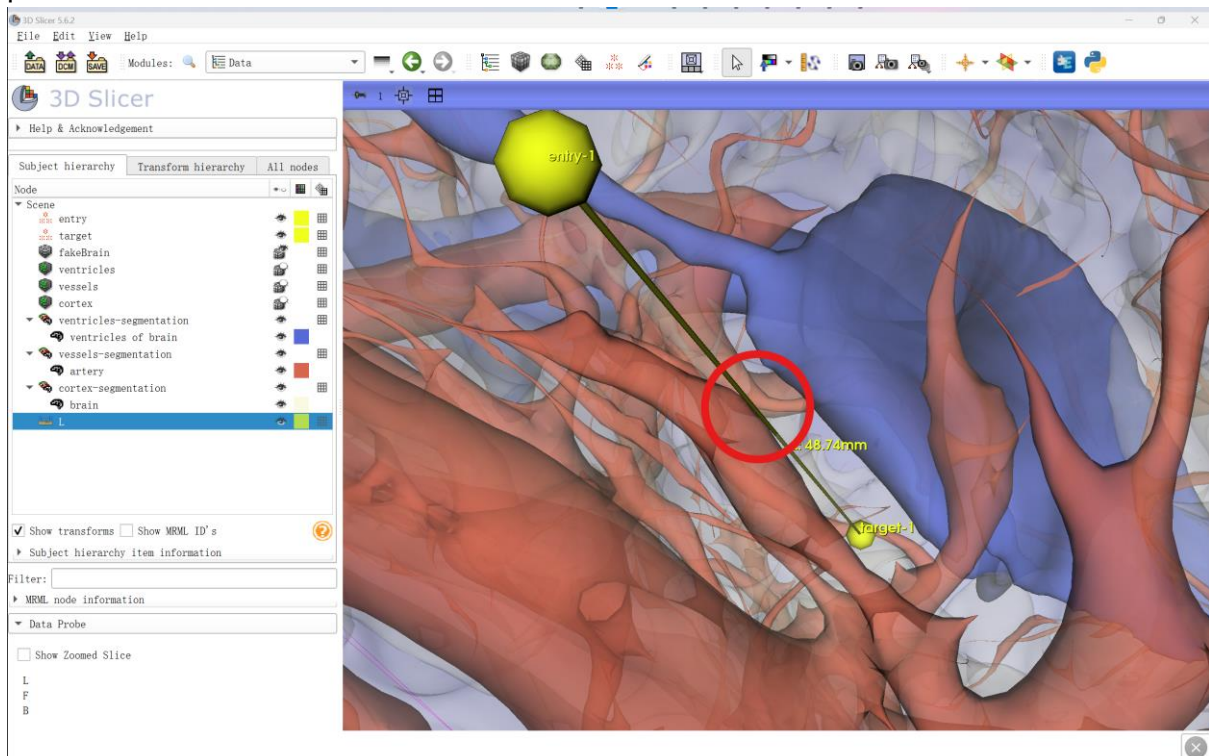 3D Slicer 5.6.2
File Edit View Help
DATA DCM SAVE Modules: Data
3D Slicer
1
Help & Acknowledgement
Subject hierarchy Transform hierarchy All nodes
Node
Scene
entry
target
fakeBrain
ventricles
vessels
cortex
ventricles-segmentation
ventricles of brain
vessels-segmentation
artery
cortex-segmentation
brain
L
Show transforms Show MRML ID's
Subject hierarchy item information
Filter:
MRML node information
Data Probe
Show Zoomed Slice
L
F
B
entry-1
48.74mm
target-1